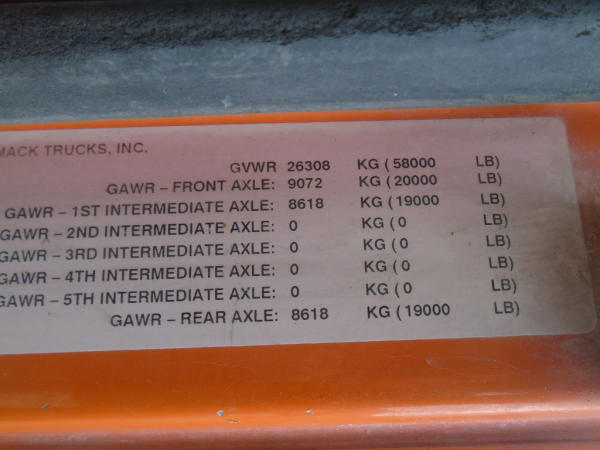 MACK TRUCKS, INC.
GVWR 26308 KG ( 58000 LB)
GAWR – FRONT AXLE: 9072 KG ( 20000 LB)
GAWR – 1ST INTERMEDIATE AXLE: 8618 KG ( 19000 LB)
GAWR – 2ND INTERMEDIATE AXLE: 0 KG ( 0 LB)
GAWR – 3RD INTERMEDIATE AXLE: 0 KG ( 0 LB)
GAWR – 4TH INTERMEDIATE AXLE: 0 KG ( 0 LB)
GAWR – 5TH INTERMEDIATE AXLE: 0 KG ( 0 LB)
GAWR – REAR AXLE: 8618 KG ( 19000 LB)